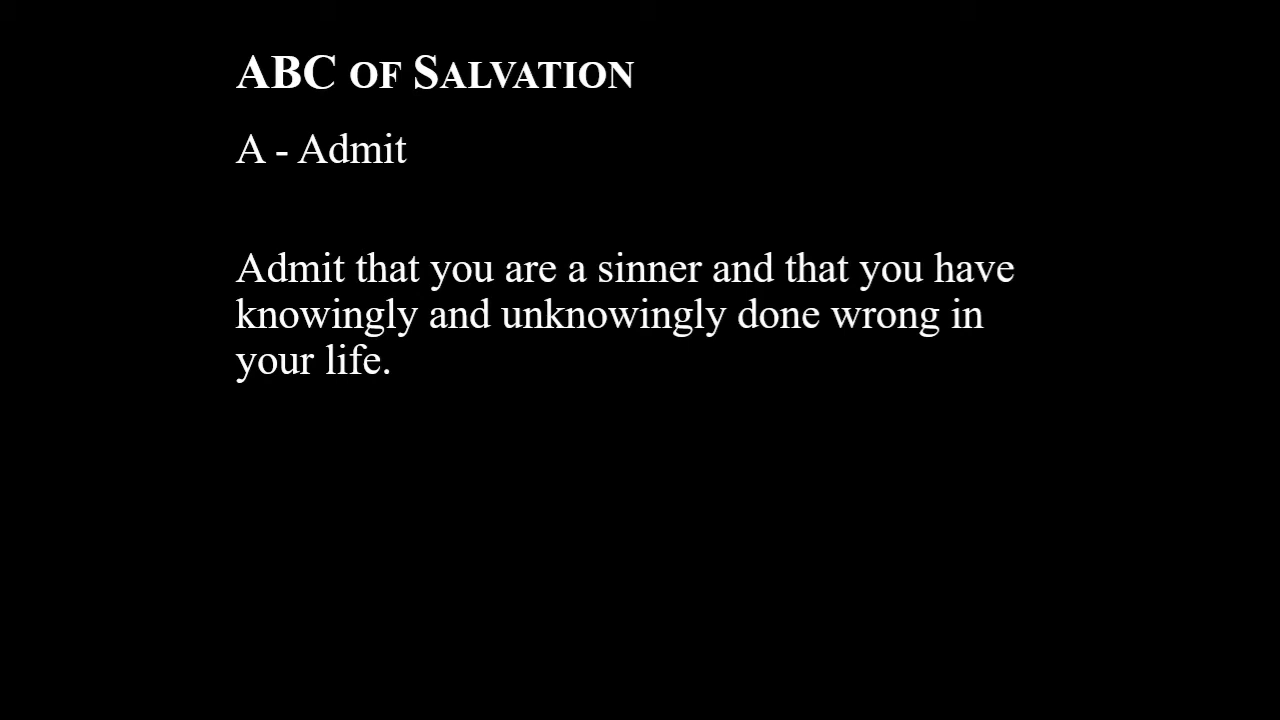 ABC OF SALVATION
A - Admit
Admit that you are a sinner and that you have
knowingly and unknowingly done wrong in
your life.